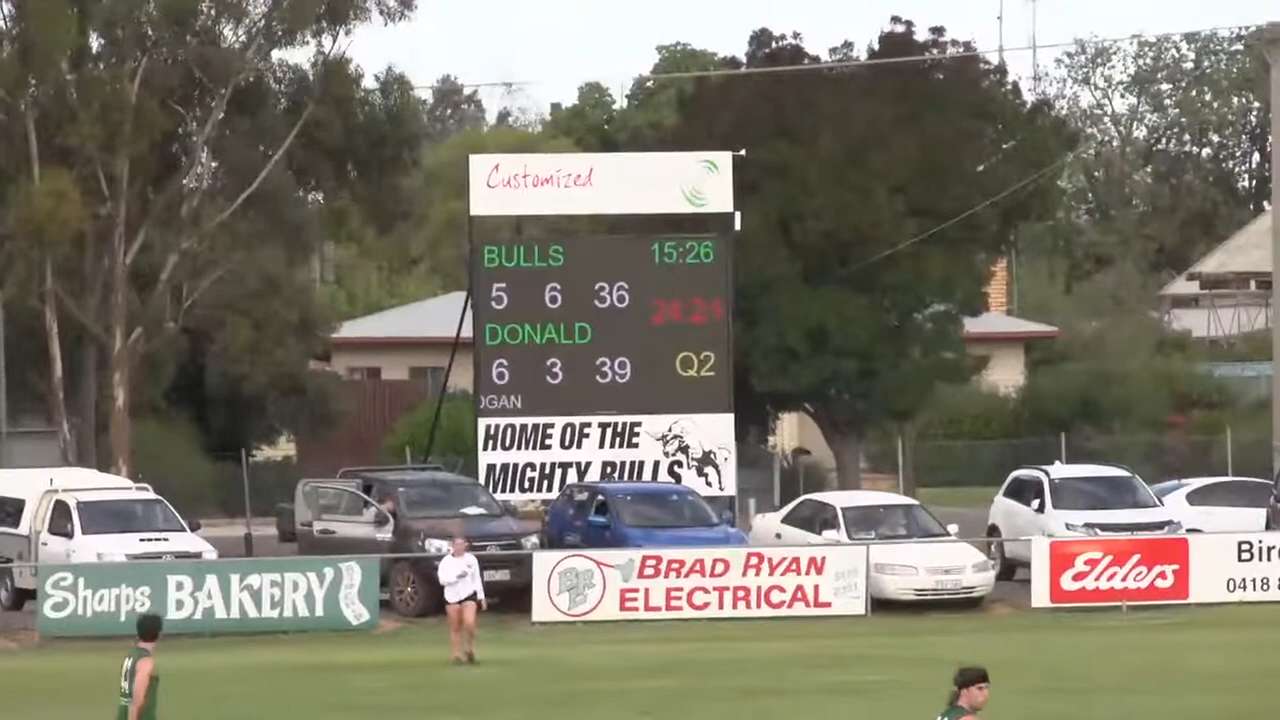 Customized
BULLS 15:26
5 6 36 24:21
DONALD
6 3 39 Q2
OGAN
HOME OF THE
MIGHTY BULLS
Sharps BAKERY
BR BRAD RYAN
ELECTRICAL
Elders
0418